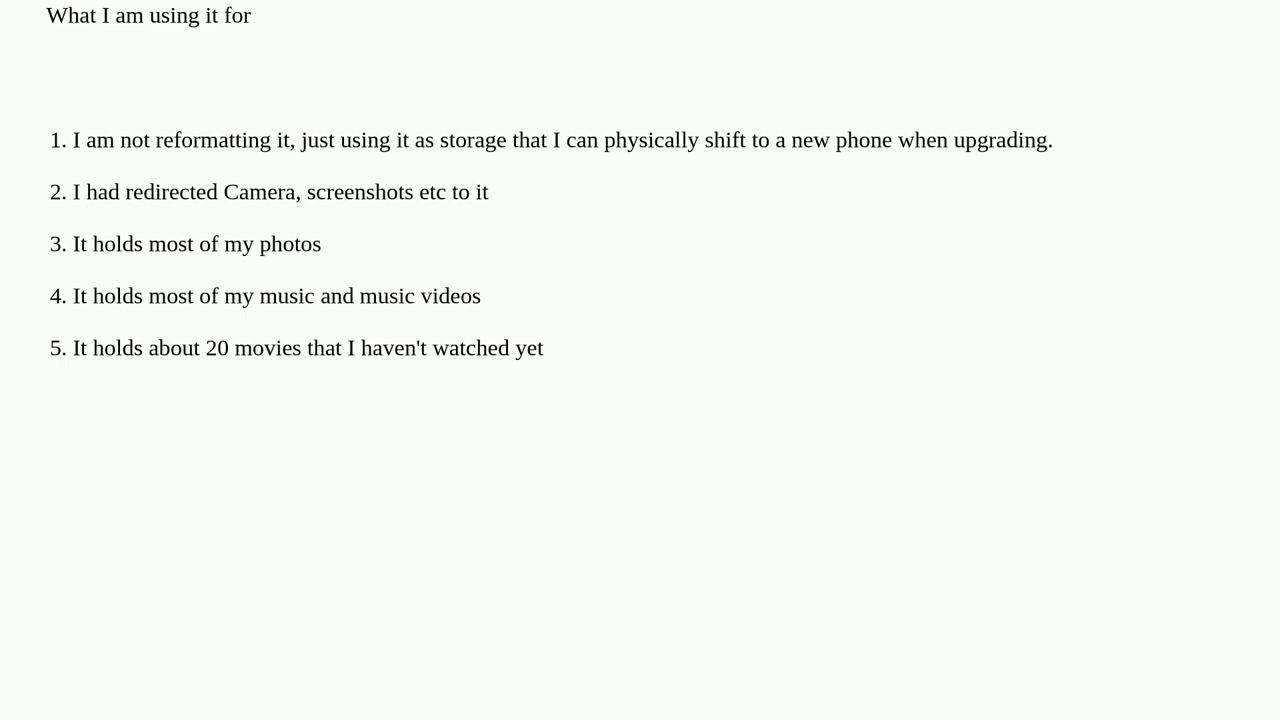 What I am using it for
1. I am not reformatting it, just using it as storage that I can physically shift to a new phone when upgrading.
2. I had redirected Camera, screenshots etc to it
3. It holds most of my photos
4. It holds most of my music and music videos
5. It holds about 20 movies that I haven't watched yet